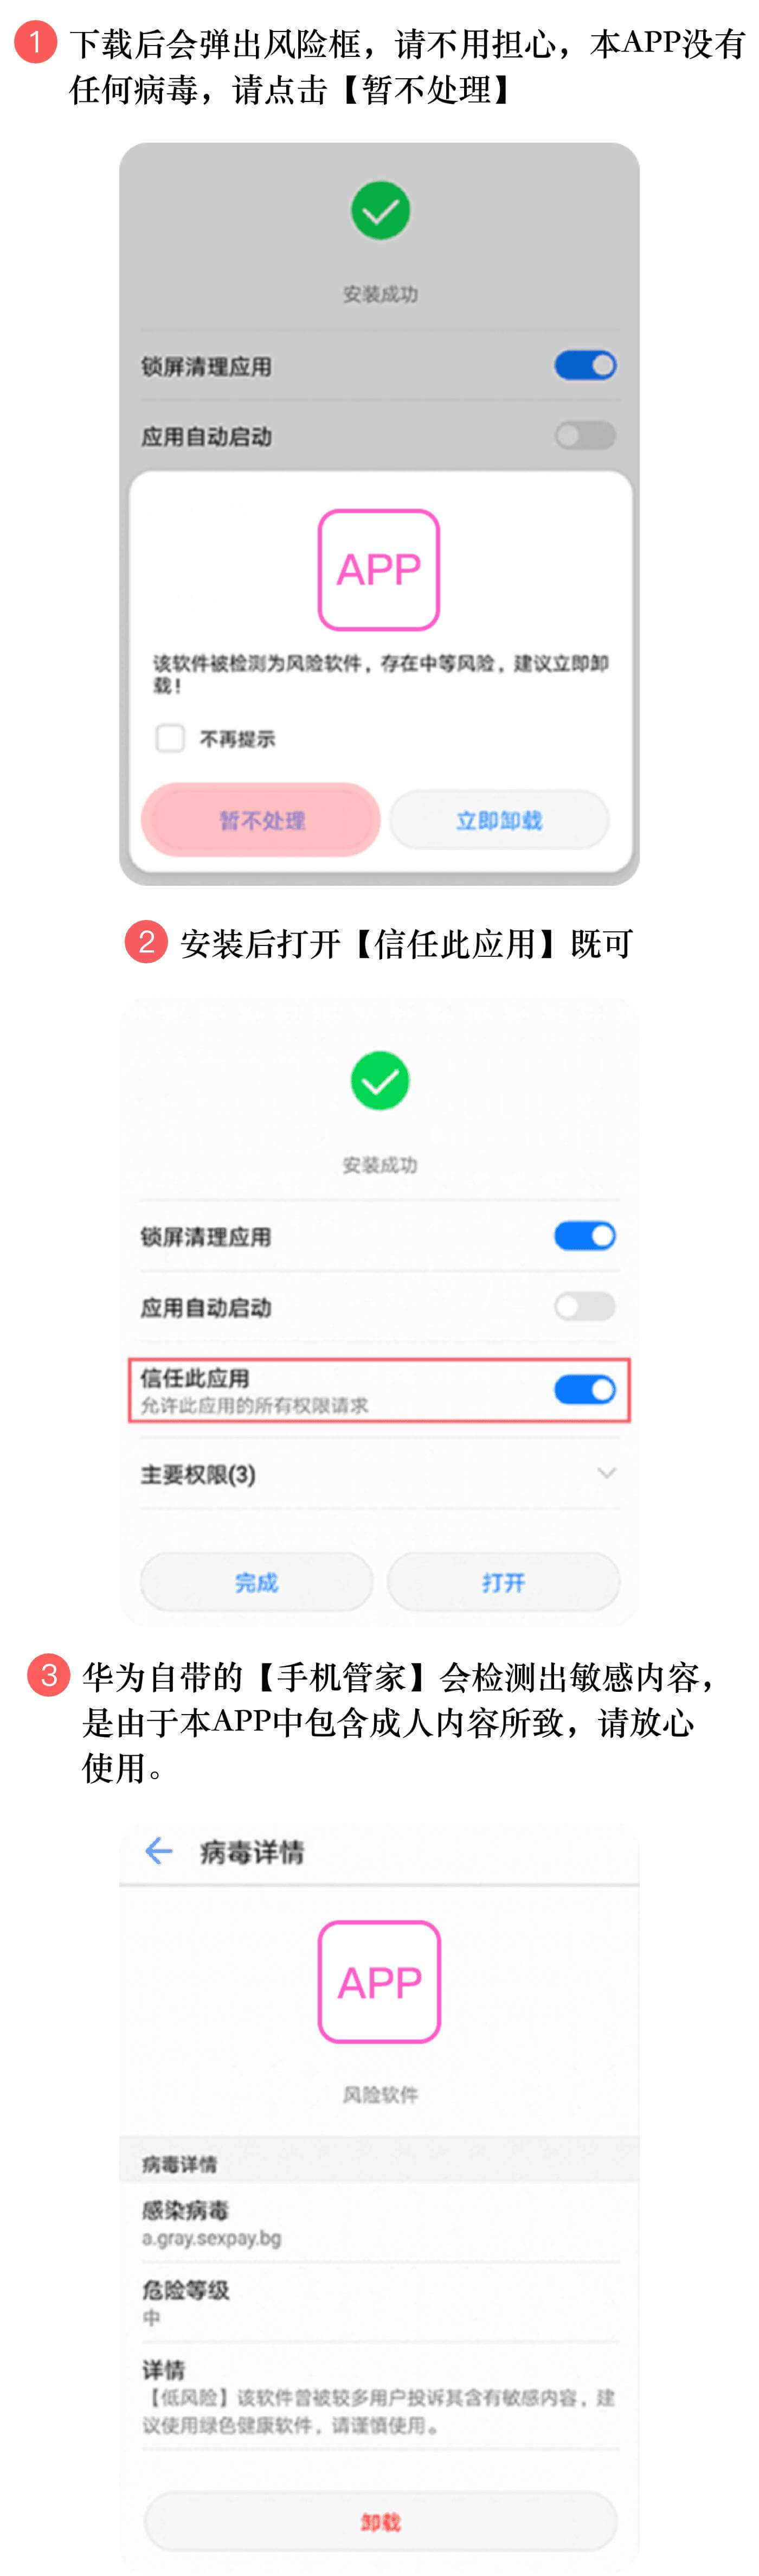 1 下载后会弹出风险框，请不用担心，本APP没有
任何病毒，请点击【暂不处理】
安装成功
锁屏清理应用
应用自动启动
APP
该软件被检测为风险软件，存在中等风险，建议立即卸
载！
不再提示
暂不处理 立即卸载
2 安装后打开【信任此应用】既可
安装成功
锁屏清理应用
应用自动启动
信任此应用
允许此应用的所有权限请求
主要权限(3)
完成 打开
3 华为自带的【手机管家】会检测出敏感内容，
是由于本APP中包含成人内容所致，请放心
使用。
病毒详情
APP
风险软件
病毒详情
感染病毒
a.gray.sexpay.bg
危险等级
中
详情
【低风险】该软件曾被较多用户投诉其含有敏感内容，建
议使用绿色健康软件，请谨慎使用。
卸载